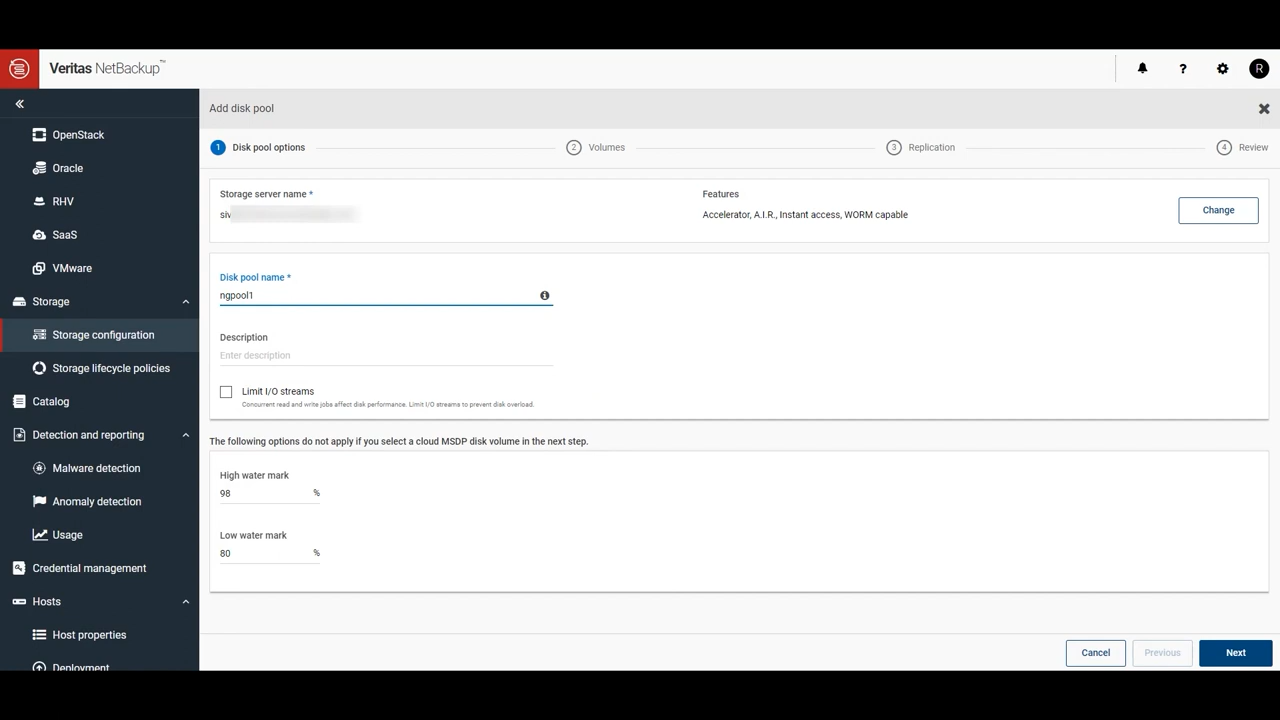 Veritas NetBackup™
?
R
«
Add disk pool
OpenStack
Oracle
RHV
SaaS
VMware
Storage
Storage configuration
Storage lifecycle policies
Catalog
Detection and reporting
Malware detection
Anomaly detection
Usage
Credential management
Hosts
Host properties
Deployment
1 Disk pool options
2 Volumes
3 Replication
4 Review
Storage server name *
siv
Features
Accelerator, A.I.R., Instant access, WORM capable
Change
Disk pool name *
ngpool1
Description
Enter description
Limit I/O streams
Concurrent read and write jobs affect disk performance. Limit I/O streams to prevent disk overload.
The following options do not apply if you select a cloud MSDP disk volume in the next step.
High water mark
98 %
Low water mark
80 %
Cancel
Previous
Next